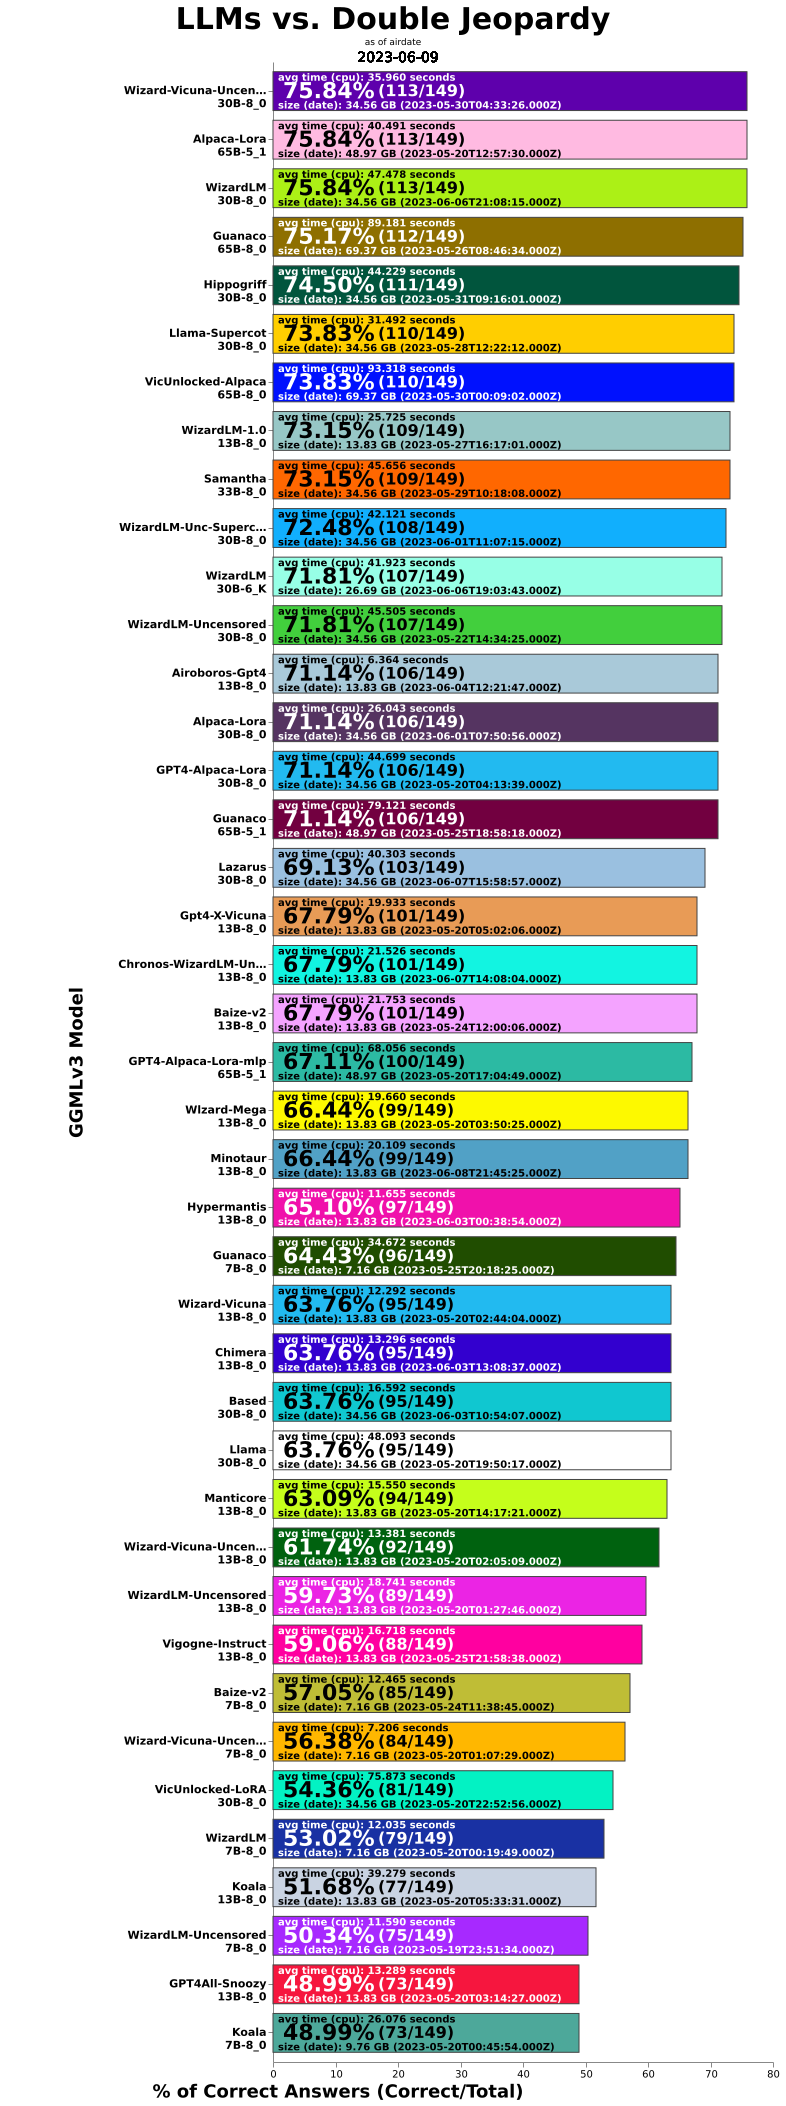 LLMs vs. Double Jeopardy
as of airdate
2023-06-09
GGMLv3 Model
Wizard-Vicuna-Uncen...
30B-8_0
avg time (cpu): 35.960 seconds
75.84% (113/149)
size (date): 34.56 GB (2023-05-30T04:33:26.000Z)
Alpaca-Lora
65B-5_1
avg time (cpu): 40.491 seconds
75.84% (113/149)
size (date): 48.97 GB (2023-05-20T12:57:30.000Z)
WizardLM
30B-8_0
avg time (cpu): 47.478 seconds
75.84% (113/149)
size (date): 34.56 GB (2023-06-06T21:08:15.000Z)
Guanaco
65B-8_0
avg time (cpu): 89.181 seconds
75.17% (112/149)
size (date): 69.37 GB (2023-05-26T08:46:34.000Z)
Hippogriff
30B-8_0
avg time (cpu): 44.229 seconds
74.50% (111/149)
size (date): 34.56 GB (2023-05-31T09:16:01.000Z)
Llama-Supercot
30B-8_0
avg time (cpu): 31.492 seconds
73.83% (110/149)
size (date): 34.56 GB (2023-05-28T12:22:12.000Z)
VicUnlocked-Alpaca
65B-8_0
avg time (cpu): 93.318 seconds
73.83% (110/149)
size (date): 69.37 GB (2023-05-30T00:09:02.000Z)
WizardLM-1.0
13B-8_0
avg time (cpu): 25.725 seconds
73.15% (109/149)
size (date): 13.83 GB (2023-05-27T16:17:01.000Z)
Samantha
33B-8_0
avg time (cpu): 45.656 seconds
73.15% (109/149)
size (date): 34.56 GB (2023-05-29T10:18:08.000Z)
WizardLM-Unc-Superc...
30B-8_0
avg time (cpu): 42.121 seconds
72.48% (108/149)
size (date): 34.56 GB (2023-06-01T11:07:15.000Z)
WizardLM
30B-6_K
avg time (cpu): 41.923 seconds
71.81% (107/149)
size (date): 26.69 GB (2023-06-06T19:03:43.000Z)
WizardLM-Uncensored
30B-8_0
avg time (cpu): 45.505 seconds
71.81% (107/149)
size (date): 34.56 GB (2023-05-22T14:34:25.000Z)
Airoboros-Gpt4
13B-8_0
avg time (cpu): 6.364 seconds
71.14% (106/149)
size (date): 13.83 GB (2023-06-04T12:21:47.000Z)
Alpaca-Lora
30B-8_0
avg time (cpu): 26.043 seconds
71.14% (106/149)
size (date): 34.56 GB (2023-06-01T07:50:56.000Z)
GPT4-Alpaca-Lora
30B-8_0
avg time (cpu): 44.699 seconds
71.14% (106/149)
size (date): 34.56 GB (2023-05-20T04:13:39.000Z)
Guanaco
65B-5_1
avg time (cpu): 79.121 seconds
71.14% (106/149)
size (date): 48.97 GB (2023-05-25T18:58:18.000Z)
Lazarus
30B-8_0
avg time (cpu): 40.303 seconds
69.13% (103/149)
size (date): 34.56 GB (2023-06-07T15:58:57.000Z)
Gpt4-X-Vicuna
13B-8_0
avg time (cpu): 19.933 seconds
67.79% (101/149)
size (date): 13.83 GB (2023-05-20T05:02:06.000Z)
Chronos-WizardLM-Un...
13B-8_0
avg time (cpu): 21.526 seconds
67.79% (101/149)
size (date): 13.83 GB (2023-06-07T14:08:04.000Z)
Baize-v2
13B-8_0
avg time (cpu): 21.753 seconds
67.79% (101/149)
size (date): 13.83 GB (2023-05-24T12:00:06.000Z)
GPT4-Alpaca-Lora-mlp
65B-5_1
avg time (cpu): 68.056 seconds
67.11% (100/149)
size (date): 48.97 GB (2023-05-20T17:04:49.000Z)
WIzard-Mega
13B-8_0
avg time (cpu): 19.660 seconds
66.44% (99/149)
size (date): 13.83 GB (2023-05-20T03:50:25.000Z)
Minotaur
13B-8_0
avg time (cpu): 20.109 seconds
66.44% (99/149)
size (date): 13.83 GB (2023-06-08T21:45:25.000Z)
Hypermantis
13B-8_0
avg time (cpu): 11.655 seconds
65.10% (97/149)
size (date): 13.83 GB (2023-06-03T00:38:54.000Z)
Guanaco
7B-8_0
avg time (cpu): 34.672 seconds
64.43% (96/149)
size (date): 7.16 GB (2023-05-25T20:18:25.000Z)
Wizard-Vicuna
13B-8_0
avg time (cpu): 12.292 seconds
63.76% (95/149)
size (date): 13.83 GB (2023-05-20T02:44:04.000Z)
Chimera
13B-8_0
avg time (cpu): 13.296 seconds
63.76% (95/149)
size (date): 13.83 GB (2023-06-03T13:08:37.000Z)
Based
30B-8_0
avg time (cpu): 16.592 seconds
63.76% (95/149)
size (date): 34.56 GB (2023-06-03T10:54:07.000Z)
Llama
30B-8_0
avg time (cpu): 48.093 seconds
63.76% (95/149)
size (date): 34.56 GB (2023-05-20T19:50:17.000Z)
Manticore
13B-8_0
avg time (cpu): 15.550 seconds
63.09% (94/149)
size (date): 13.83 GB (2023-05-20T14:17:21.000Z)
Wizard-Vicuna-Uncen...
13B-8_0
avg time (cpu): 13.381 seconds
61.74% (92/149)
size (date): 13.83 GB (2023-05-20T02:05:09.000Z)
WizardLM-Uncensored
13B-8_0
avg time (cpu): 18.741 seconds
59.73% (89/149)
size (date): 13.83 GB (2023-05-20T01:27:46.000Z)
Vigogne-Instruct
13B-8_0
avg time (cpu): 16.718 seconds
59.06% (88/149)
size (date): 13.83 GB (2023-05-25T21:58:38.000Z)
Baize-v2
7B-8_0
avg time (cpu): 12.465 seconds
57.05% (85/149)
size (date): 7.16 GB (2023-05-24T11:38:45.000Z)
Wizard-Vicuna-Uncen...
7B-8_0
avg time (cpu): 7.206 seconds
56.38% (84/149)
size (date): 7.16 GB (2023-05-20T01:07:29.000Z)
VicUnlocked-LoRA
30B-8_0
avg time (cpu): 75.873 seconds
54.36% (81/149)
size (date): 34.56 GB (2023-05-20T22:52:56.000Z)
WizardLM
7B-8_0
avg time (cpu): 12.035 seconds
53.02% (79/149)
size (date): 7.16 GB (2023-05-20T00:19:49.000Z)
Koala
13B-8_0
avg time (cpu): 39.279 seconds
51.68% (77/149)
size (date): 13.83 GB (2023-05-20T05:33:31.000Z)
WizardLM-Uncensored
7B-8_0
avg time (cpu): 11.590 seconds
50.34% (75/149)
size (date): 7.16 GB (2023-05-19T23:51:34.000Z)
GPT4All-Snoozy
13B-8_0
avg time (cpu): 13.289 seconds
48.99% (73/149)
size (date): 13.83 GB (2023-05-20T03:14:27.000Z)
Koala
7B-8_0
avg time (cpu): 26.076 seconds
48.99% (73/149)
size (date): 9.76 GB (2023-05-20T00:45:54.000Z)
0 10 20 30 40 50 60 70 80
% of Correct Answers (Correct/Total)